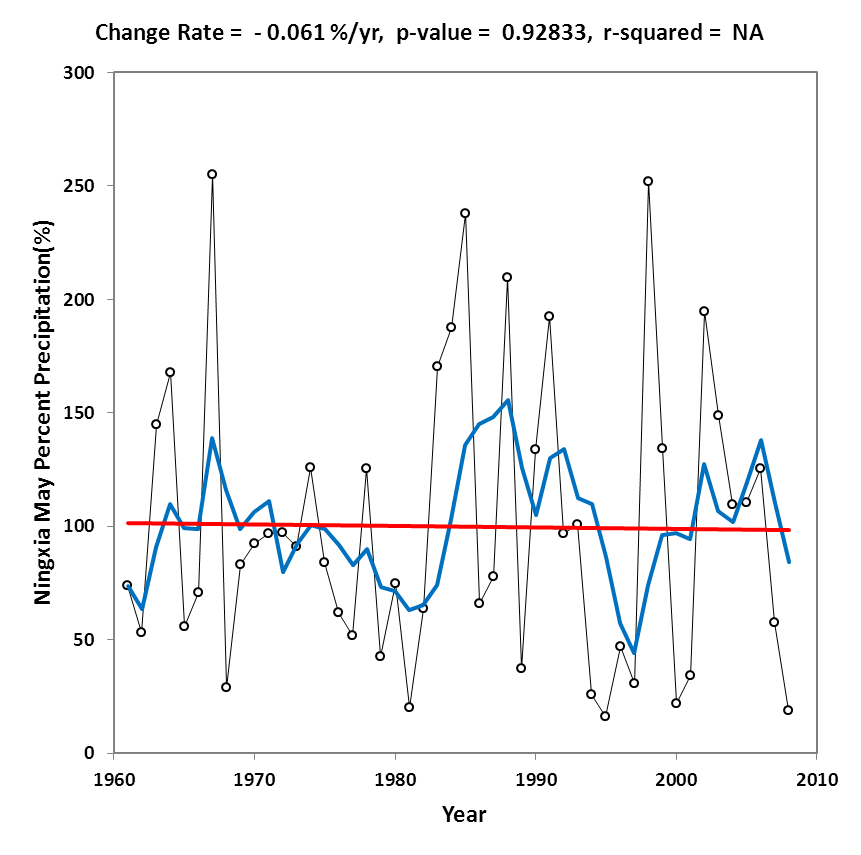 Change Rate = - 0.061 %/yr, p-value = 0.92833, r-squared = NA
300
250
200
150
100
50
0
Ningxia May Percent Precipitation(%)
1960 1970 1980 1990 2000 2010
Year